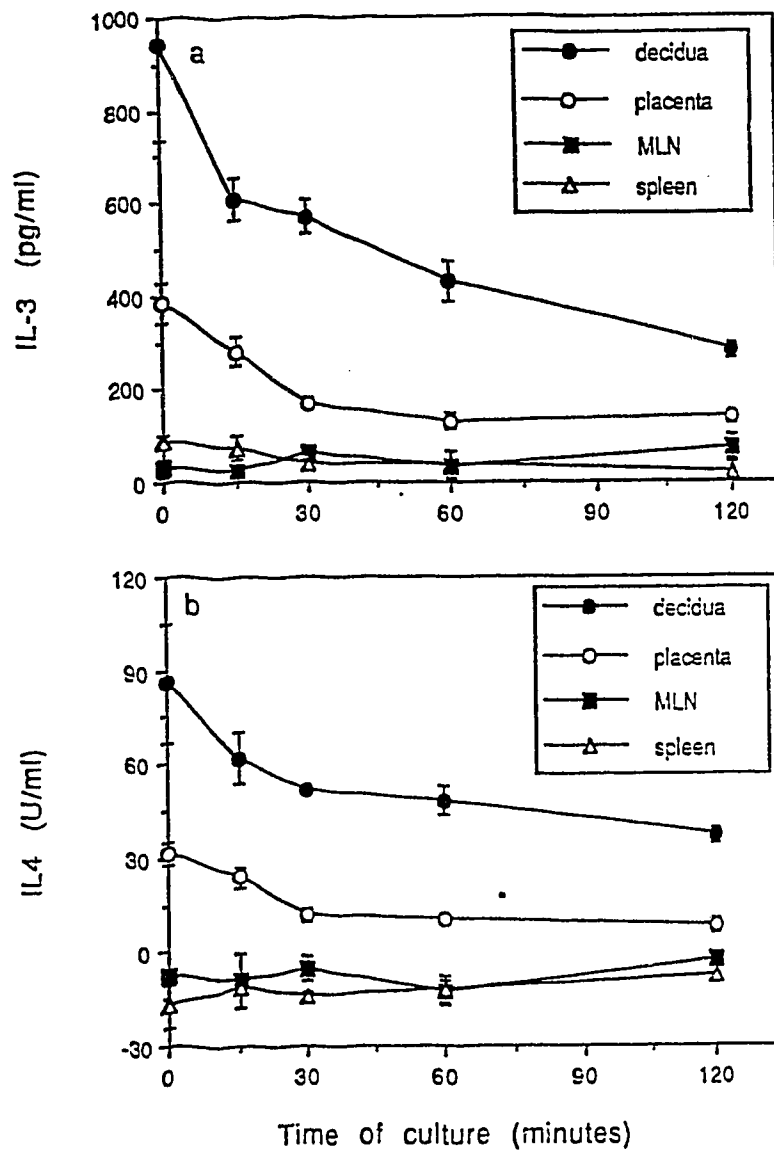 1000
800
600
400
200
0
IL-3 (pg/ml)
a
decidua
placenta
MLN
spleen
0 30 60 90 120
120
90
60
30
0
-30
IL4 (U/ml)
b
decidua
placenta
MLN
spleen
0 30 60 90 120
Time of culture (minutes)